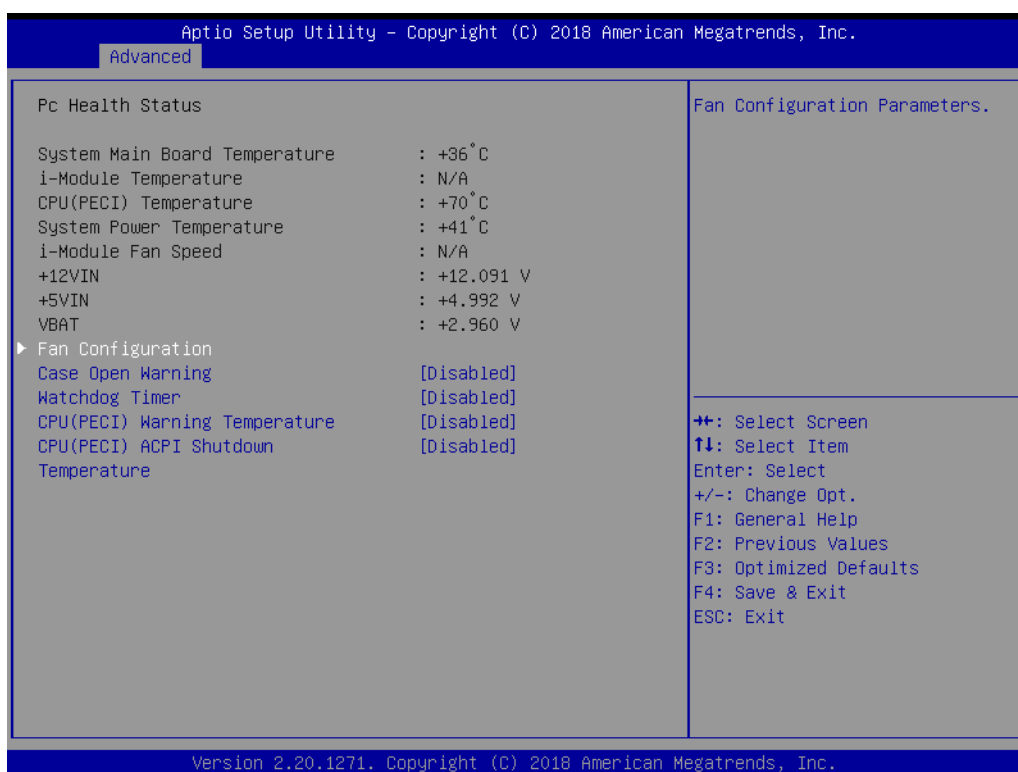 Aptio Setup Utility – Copyright (C) 2018 American Megatrends, Inc.
Advanced
Pc Health Status
System Main Board Temperature : +36°C
i-Module Temperature : N/A
CPU(PECI) Temperature : +70°C
System Power Temperature : +41°C
i-Module Fan Speed : N/A
+12VIN : +12.091 V
+5VIN : +4.992 V
VBAT : +2.960 V
► Fan Configuration
Case Open Warning [Disabled]
Watchdog Timer [Disabled]
CPU(PECI) Warning Temperature [Disabled]
CPU(PECI) ACPI Shutdown [Disabled]
Temperature
Fan Configuration Parameters.
→←: Select Screen
↑↓: Select Item
Enter: Select
+/-: Change Opt.
F1: General Help
F2: Previous Values
F3: Optimized Defaults
F4: Save & Exit
ESC: Exit
Version 2.20.1271. Copyright (C) 2018 American Megatrends, Inc.